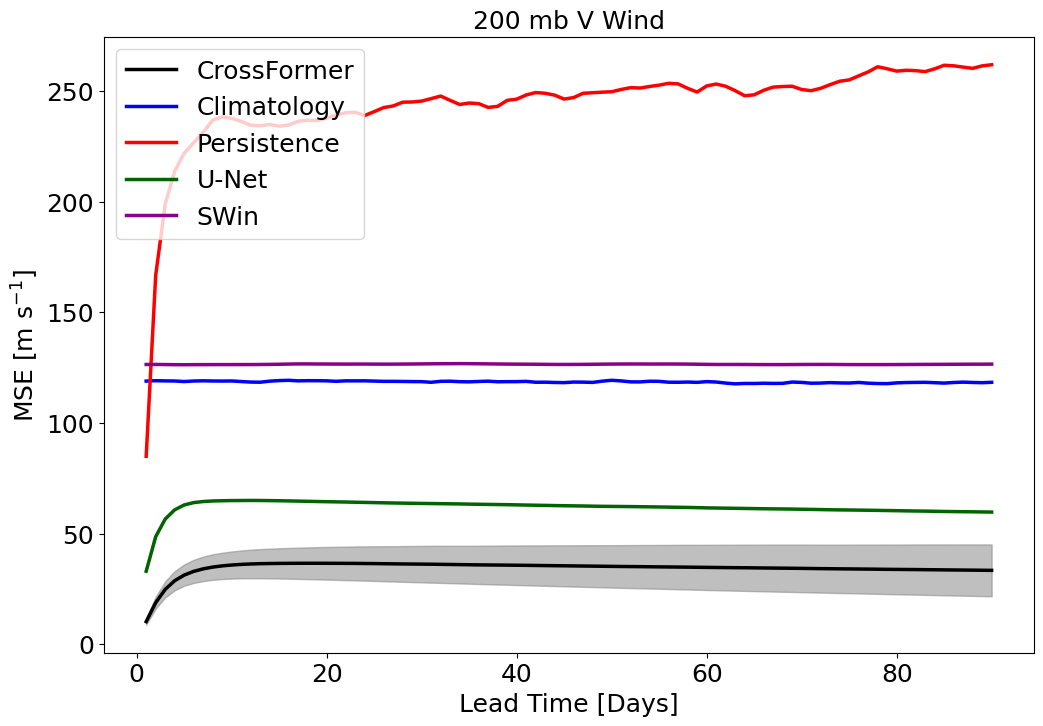 200 mb V Wind
CrossFormer
Climatology
Persistence
U-Net
SWin
MSE [m s⁻¹]
250
200
150
100
50
0
0 20 40 60 80
Lead Time [Days]